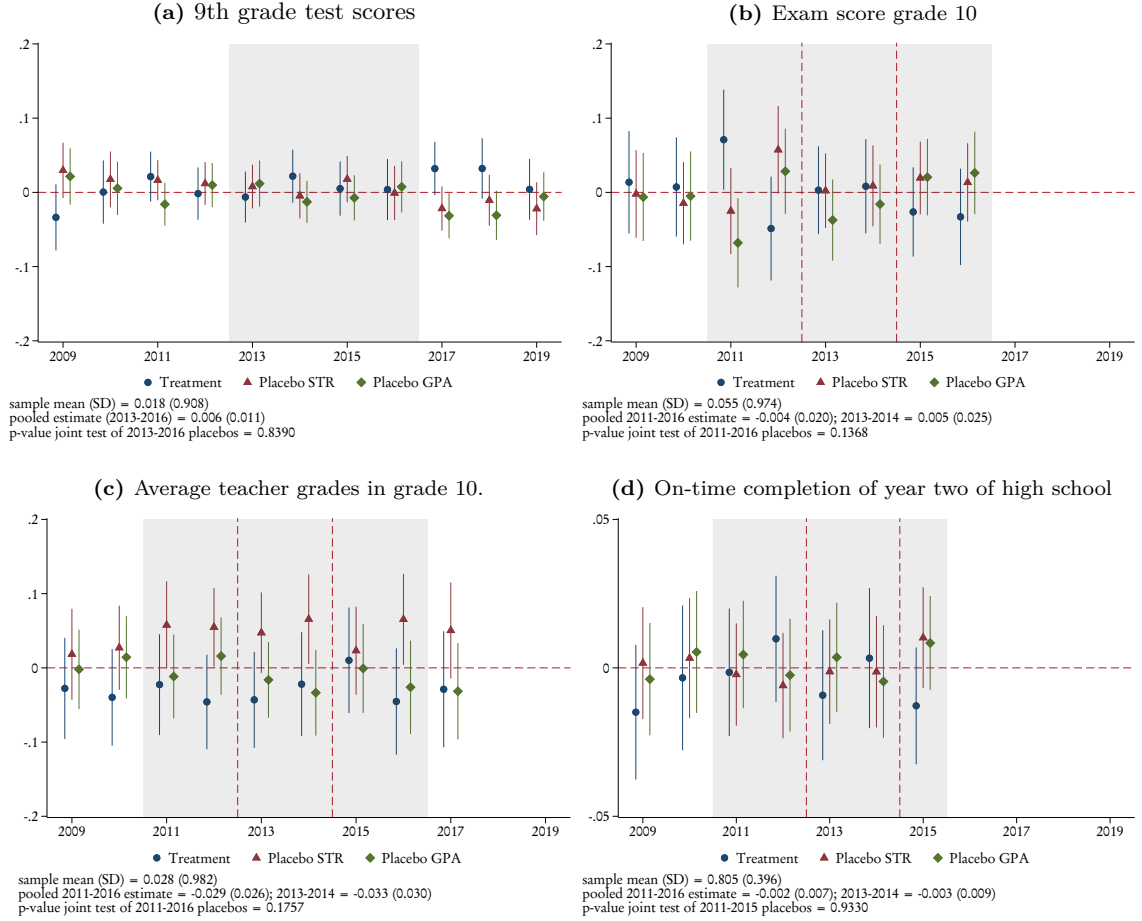 (a) 9th grade test scores
.2
.1
0
-.1
-.2
2009 2011 2013 2015 2017 2019
Treatment Placebo STR Placebo GPA
sample mean (SD) = 0.018 (0.908)
pooled estimate (2013-2016) = 0.006 (0.011)
p-value joint test of 2013-2016 placebos = 0.8390
(b) Exam score grade 10
.2
.1
0
-.1
-.2
2009 2011 2013 2015 2017 2019
Treatment Placebo STR Placebo GPA
sample mean (SD) = 0.055 (0.974)
pooled 2011-2016 estimate = -0.004 (0.020); 2013-2014 = 0.005 (0.025)
p-value joint test of 2011-2016 placebos = 0.1368
(c) Average teacher grades in grade 10.
.2
.1
0
-.1
-.2
2009 2011 2013 2015 2017 2019
Treatment Placebo STR Placebo GPA
sample mean (SD) = 0.028 (0.982)
pooled 2011-2016 estimate = -0.029 (0.026); 2013-2014 = -0.033 (0.030)
p-value joint test of 2011-2016 placebos = 0.1757
(d) On-time completion of year two of high school
.05
0
-.05
2009 2011 2013 2015 2017 2019
Treatment Placebo STR Placebo GPA
sample mean (SD) = 0.805 (0.396)
pooled 2011-2016 estimate = -0.002 (0.007); 2013-2014 = -0.003 (0.009)
p-value joint test of 2011-2015 placebos = 0.9330